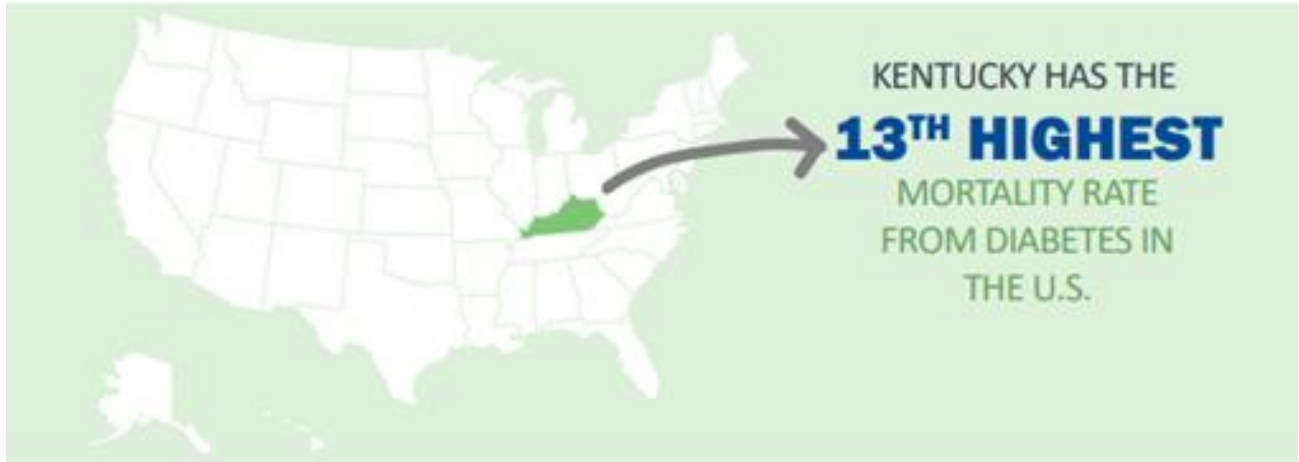 KENTUCKY HAS THE
13TH HIGHEST
MORTALITY RATE
FROM DIABETES IN
THE U.S.